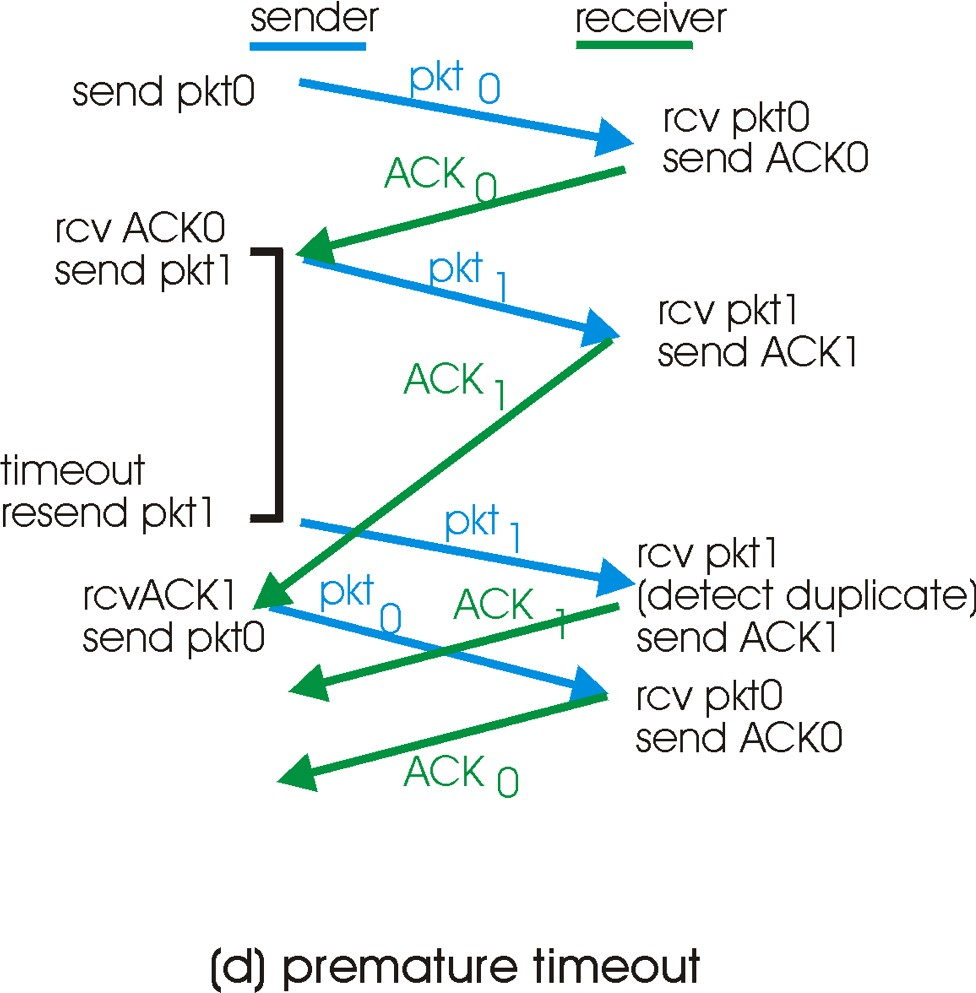 sender
receiver
send pkt0
pkt 0
rcv pkt0
send ACK0
ACK 0
rcv ACK0
send pkt1
pkt 1
rcv pkt1
send ACK1
ACK 1
timeout
resend pkt1
pkt 1
rcv pkt1
(detect duplicate)
send ACK1
rcvACK1
send pkt0
pkt 0
ACK 1
rcv pkt0
send ACK0
ACK 0
(d) premature timeout